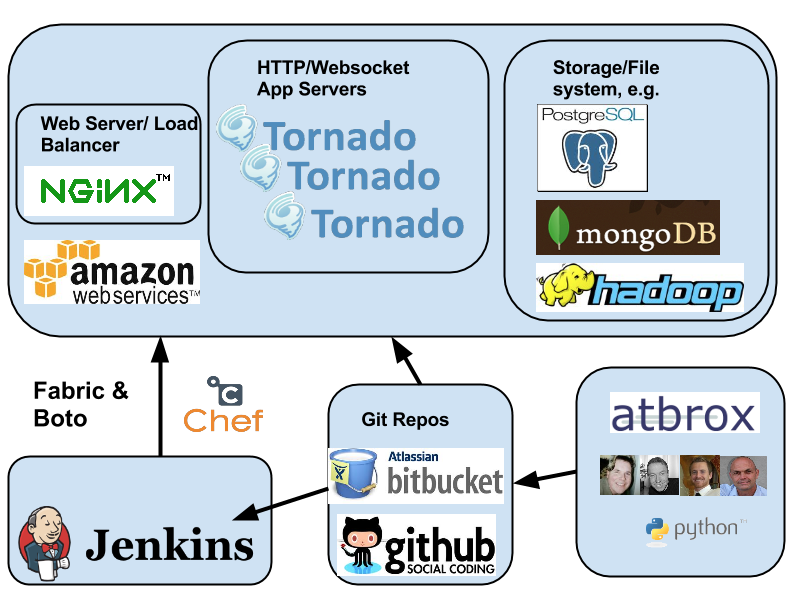 HTTP/Websocket
App Servers
Storage/File
system, e.g.
Web Server/ Load
Balancer
NGiNX™
Tornado
Tornado
Tornado
PostgreSQL
mongoDB
hadoop
amazon
webservices™
Fabric &
Boto
Chef
Git Repos
Atlassian
bitbucket
github
SOCIAL CODING
Jenkins
atbrox
python™